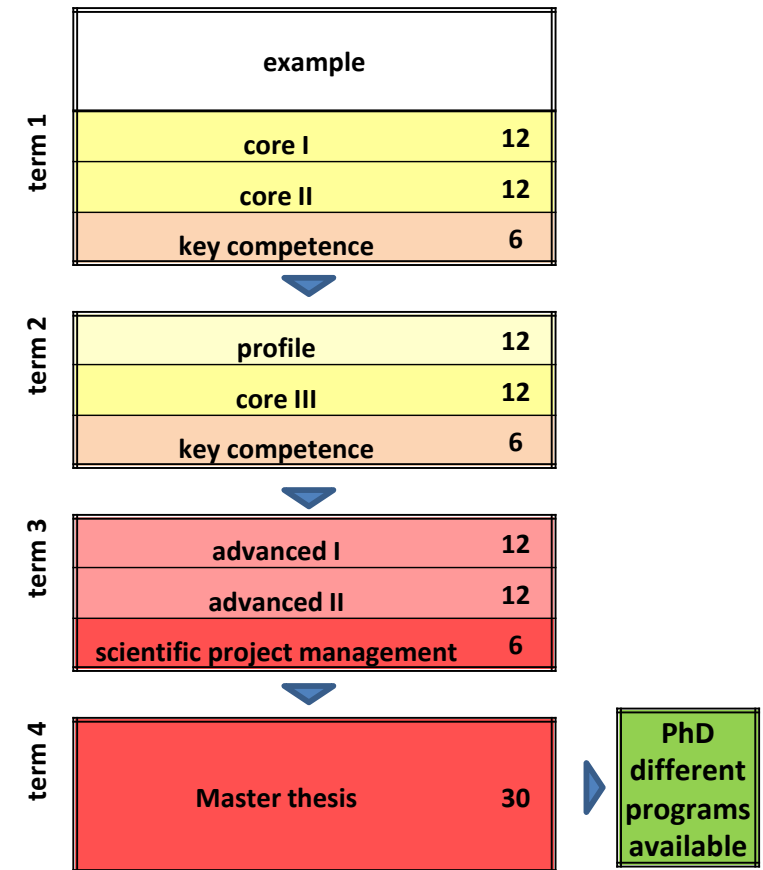 example
term 1
core I 12
core II 12
key competence 6
term 2
profile 12
core III 12
key competence 6
term 3
advanced I 12
advanced II 12
scientific project management 6
term 4
Master thesis 30
PhD
different
programs
available